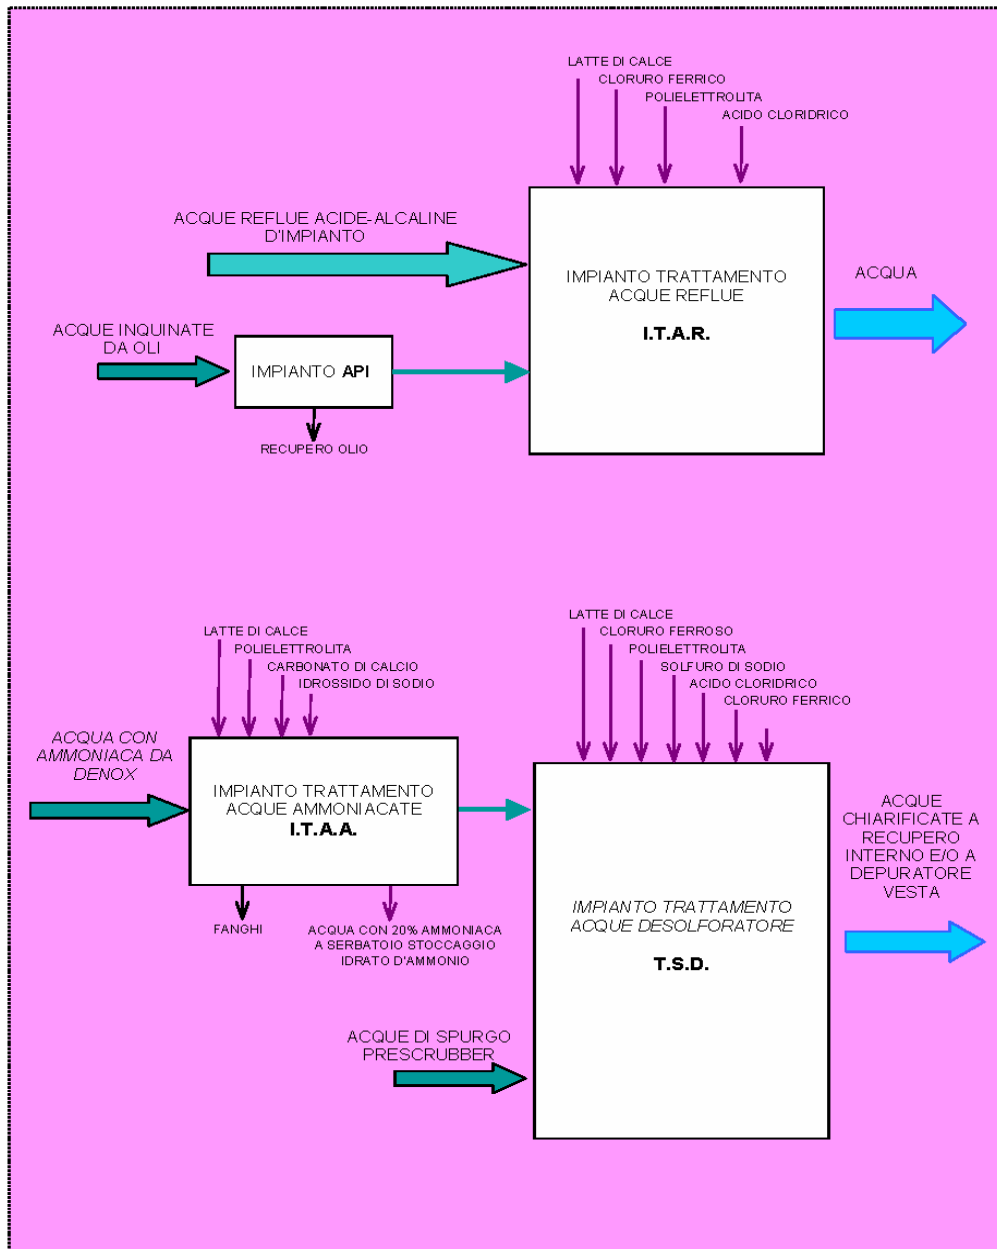 LATTE DI CALCE
CLORURO FERRICO
POLIELETTROLITA
ACIDO CLORIDRICO
ACQUE REFLUE ACIDE-ALCALINE
D'IMPIANTO
IMPIANTO TRATTAMENTO
ACQUE REFLUE
I.T.A.R.
ACQUA
ACQUE INQUINATE
DA OLI
IMPIANTO API
RECUPERO OLIO
LATTE DI CALCE
POLIELETTROLITA
CARBONATO DI CALCIO
IDROSSIDO DI SODIO
LATTE DI CALCE
CLORURO FERROSO
POLIELETTROLITA
SOLFURO DI SODIO
ACIDO CLORIDRICO
CLORURO FERRICO
ACQUA CON
AMMONIACA DA
DENOX
IMPIANTO TRATTAMENTO
ACQUE AMMONIACATE
I.T.A.A.
FANGHI
ACQUA CON 20% AMMONIACA
A SERBATOIO STOCCAGGIO
IDRATO D'AMMONIO
IMPIANTO TRATTAMENTO
ACQUE DESOLFORATORE
T.S.D.
ACQUE
CHIARIFICATE A
RECUPERO
INTERNO E/O A
DEPURATORE
VESTA
ACQUE DI SPURGO
PRESCRUBBER